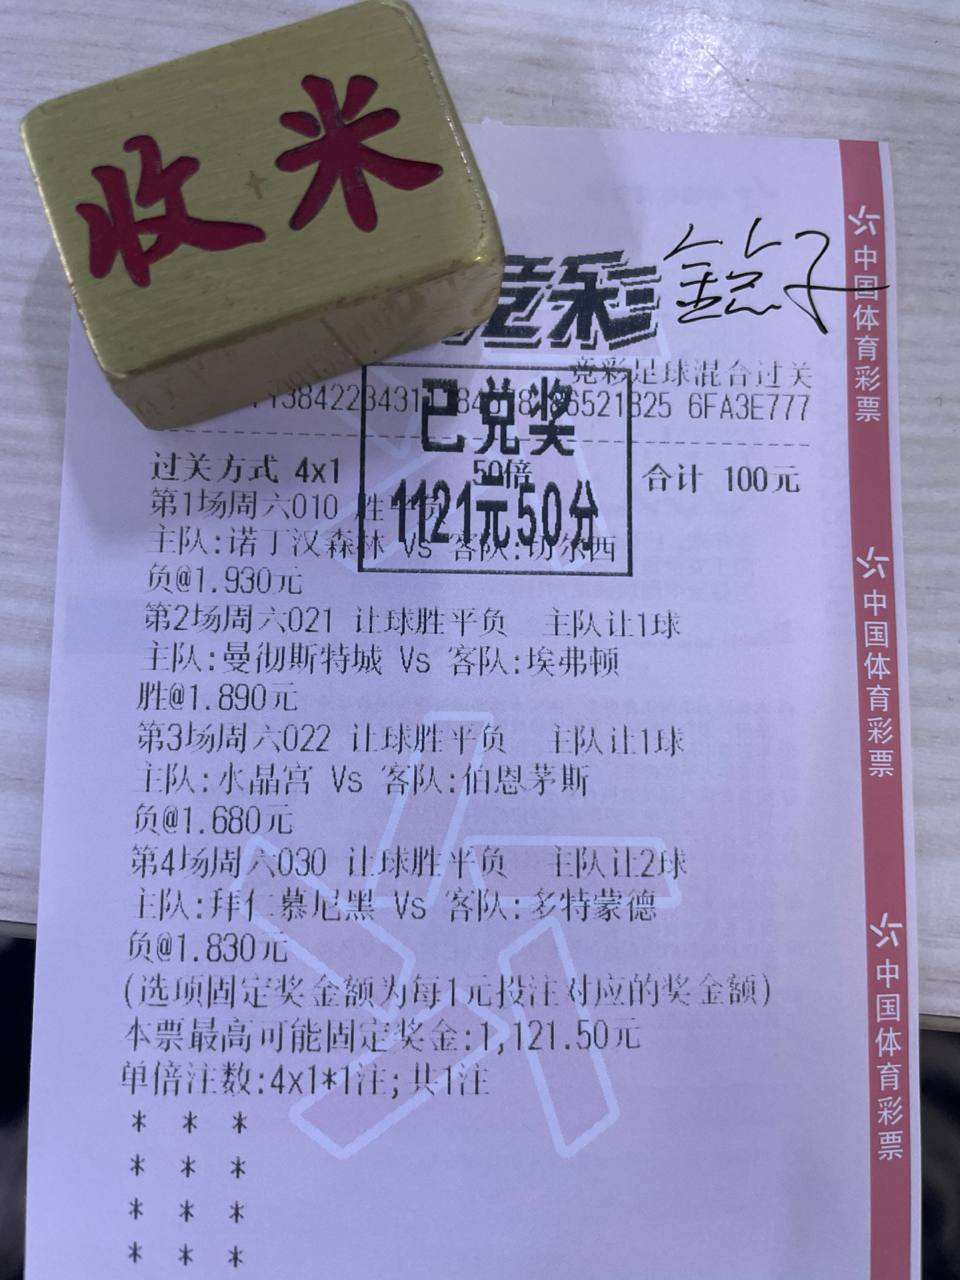 收米
竞彩
竞彩足球混合过关
6521825 6FA3E777
已兑奖
1121元50分
过关方式 4x1 50倍 合计 100元
第1场周六010 胜平负
主队:诺丁汉森林 Vs 客队:切尔西
负@1.930元
第2场周六021 让球胜平负 主队让1球
主队:曼彻斯特城 Vs 客队:埃弗顿
胜@1.890元
第3场周六022 让球胜平负 主队让1球
主队:水晶宫 Vs 客队:伯恩茅斯
负@1.680元
第4场周六030 让球胜平负 主队让2球
主队:拜仁慕尼黑 Vs 客队:多特蒙德
负@1.830元
(选项固定奖金额为每1元投注对应的奖金额)
本票最高可能固定奖金:1,121.50元
单倍注数:4x1*1注;共1注
* * *
* * *
* * *
* * *
中国体育彩票
中国体育彩票
中国体育彩票